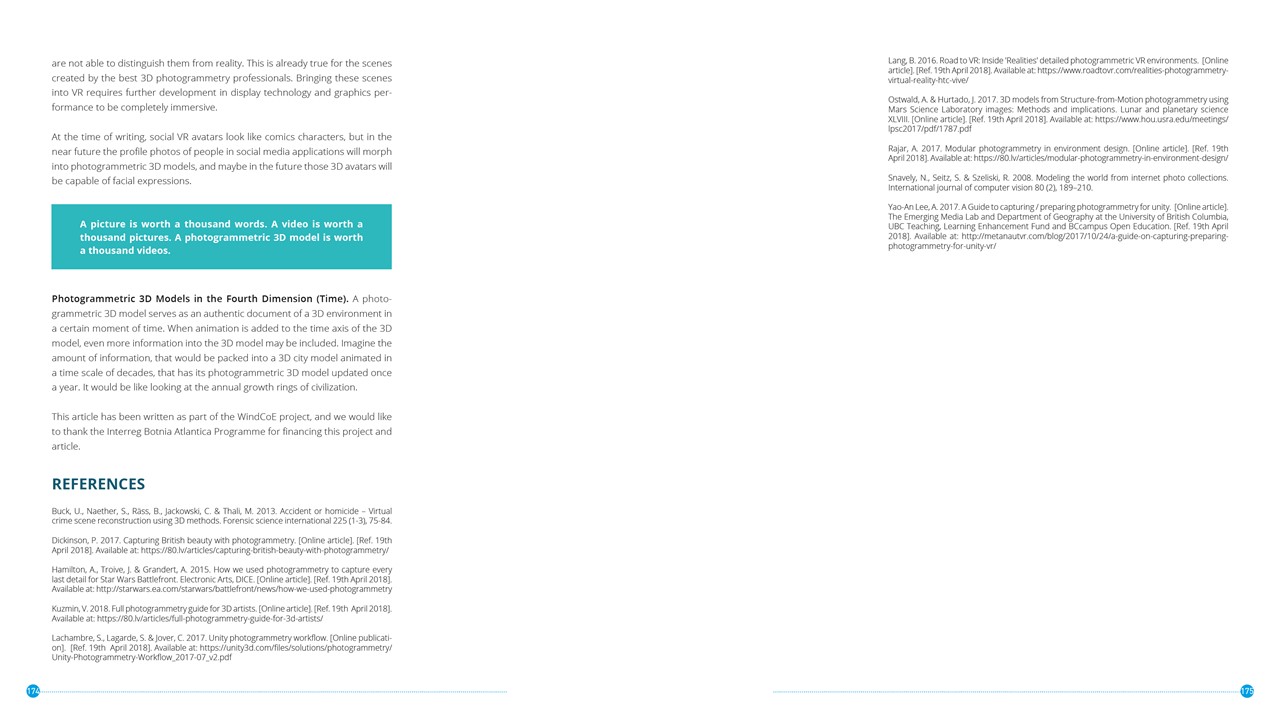 are not able to distinguish them from reality. This is already true for the scenes
created by the best 3D photogrammetry professionals. Bringing these scenes
into VR requires further development in display technology and graphics per-
formance to be completely immersive.
At the time of writing, social VR avatars look like comics characters, but in the
near future the profile photos of people in social media applications will morph
into photogrammetric 3D models, and maybe in the future those 3D avatars will
be capable of facial expressions.
A picture is worth a thousand words. A video is worth a
thousand pictures. A photogrammetric 3D model is worth
a thousand videos.
Photogrammetric 3D Models in the Fourth Dimension (Time). A photo-
grammetric 3D model serves as an authentic document of a 3D environment in
a certain moment of time. When animation is added to the time axis of the 3D
model, even more information into the 3D model may be included. Imagine the
amount of information, that would be packed into a 3D city model animated in
a time scale of decades, that has its photogrammetric 3D model updated once
a year. It would be like looking at the annual growth rings of civilization.
This article has been written as part of the WindCoE project, and we would like
to thank the Interreg Botnia Atlantica Programme for financing this project and
article.
REFERENCES
Buck, U., Naether, S., Räss, B., Jackowski, C. & Thali, M. 2013. Accident or homicide – Virtual
crime scene reconstruction using 3D methods. Forensic science international 225 (1-3), 75-84.
Dickinson, P. 2017. Capturing British beauty with photogrammetry. [Online article]. [Ref. 19th
April 2018]. Available at: https://80.lv/articles/capturing-british-beauty-with-photogrammetry/
Hamilton, A., Troive, J. & Grandert, A. 2015. How we used photogrammetry to capture every
last detail for Star Wars Battlefront. Electronic Arts, DICE. [Online article]. [Ref. 19th April 2018].
Available at: http://starwars.ea.com/starwars/battlefront/news/how-we-used-photogrammetry
Kuzmin, V. 2018. Full photogrammetry guide for 3D artists. [Online article]. [Ref. 19th April 2018].
Available at: https://80.lv/articles/full-photogrammetry-guide-for-3d-artists/
Lachambre, S., Lagarde, S. & Jover, C. 2017. Unity photogrammetry workflow. [Online publicati-
on]. [Ref. 19th April 2018]. Available at: https://unity3d.com/files/solutions/photogrammetry/
Unity-Photogrammetry-Workflow_2017-07_v2.pdf
174
Lang, B. 2016. Road to VR: Inside 'Realities' detailed photogrammetric VR environments. [Online
article]. [Ref. 19th April 2018]. Available at: https://www.roadtovr.com/realities-photogrammetry-
virtual-reality-htc-vive/
Ostwald, A. & Hurtado, J. 2017. 3D models from Structure-from-Motion photogrammetry using
Mars Science Laboratory images: Methods and implications. Lunar and planetary science
XLVIII. [Online article]. [Ref. 19th April 2018]. Available at: https://www.hou.usra.edu/meetings/
lpsc2017/pdf/1787.pdf
Rajar, A. 2017. Modular photogrammetry in environment design. [Online article]. [Ref. 19th
April 2018]. Available at: https://80.lv/articles/modular-photogrammetry-in-environment-design/
Snavely, N., Seitz, S. & Szeliski, R. 2008. Modeling the world from internet photo collections.
International journal of computer vision 80 (2), 189–210.
Yao-An Lee, A. 2017. A Guide to capturing / preparing photogrammetry for unity. [Online article].
The Emerging Media Lab and Department of Geography at the University of British Columbia,
UBC Teaching, Learning Enhancement Fund and BCcampus Open Education. [Ref. 19th April
2018]. Available at: http://metanautvr.com/blog/2017/10/24/a-guide-on-capturing-preparing-
photogrammetry-for-unity-vr/
175